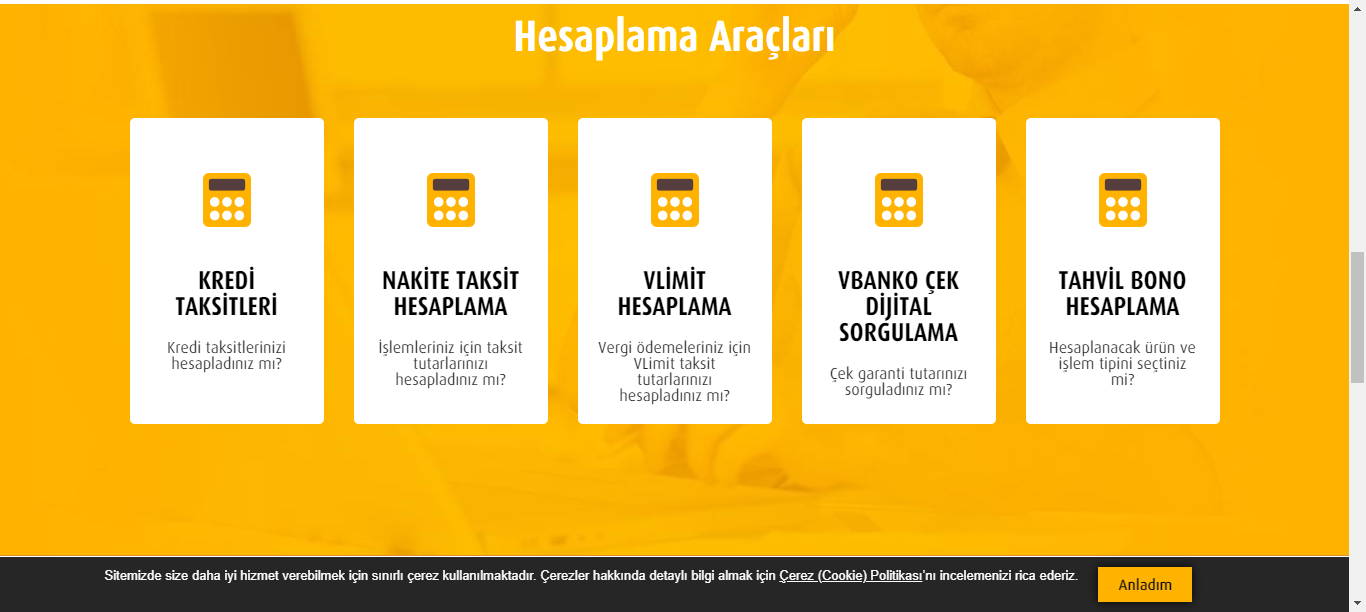 Hesaplama Araçları
KREDİ
TAKSİTLERİ
Kredi taksitlerinizi
hesapladınız mı?
NAKİTE TAKSİT
HESAPLAMA
İşlemleriniz için taksit
tutarlarınızı
hesapladınız mı?
VLİMİT
HESAPLAMA
Vergi ödemeleriniz için
VLimit taksit
tutarlarınızı
hesapladınız mı?
VBANKO ÇEK
DİJİTAL
SORGULAMA
Çek garanti tutarınızı
sorguladınız mı?
TAHVİL BONO
HESAPLAMA
Hesaplanacak ürün ve
işlem tipini seçtiniz
mi?
Sitemizde size daha iyi hizmet verebilmek için sınırlı çerez kullanılmaktadır. Çerezler hakkında detaylı bilgi almak için Çerez (Cookie) Politikası'nı incelemenizi rica ederiz.
Anladım